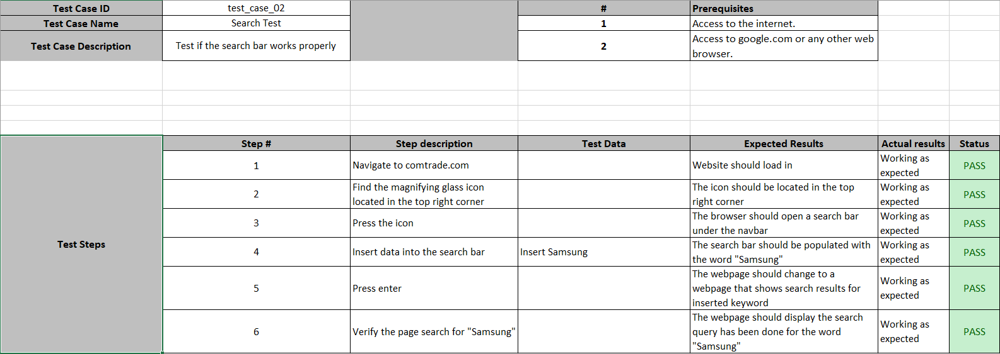 Test Case ID test_case_02 # Prerequisites
Test Case Name Search Test 1 Access to the internet.
Test Case Description Test if the search bar works properly 2 Access to google.com or any other web
browser.
Test Steps
Step # Step description Test Data Expected Results Actual results Status
1 Navigate to comtrade.com Website should load in Working as
expected PASS
2 Find the magnifying glass icon
located in the top right corner The icon should be located in the top
right corner Working as
expected PASS
3 Press the icon The browser should open a search bar
under the navbar Working as
expected PASS
4 Insert data into the search bar Insert Samsung The search bar should be populated with
the word "Samsung" Working as
expected PASS
5 Press enter The webpage should change to a
webpage that shows search results for
inserted keyword Working as
expected PASS
6 Verify the page search for "Samsung" The webpage should display the search
query has been done for the word
"Samsung" Working as
expected PASS